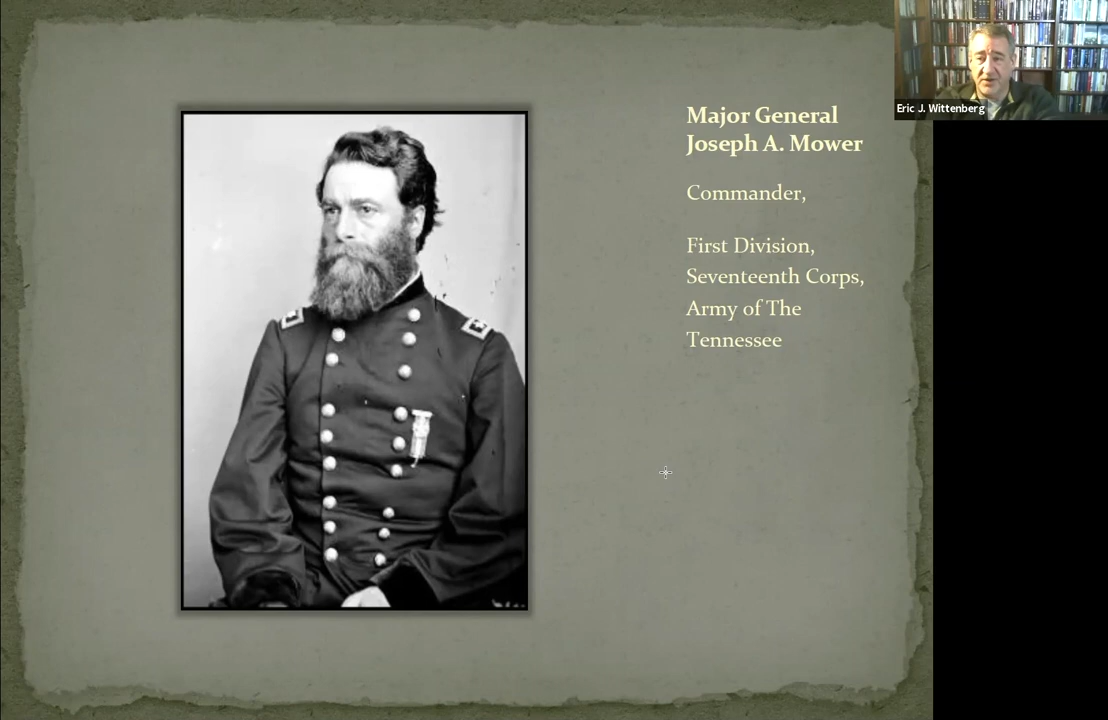 Major General
Joseph A. Mower
Commander,
First Division,
Seventeenth Corps,
Army of The
Tennessee
Eric J. Wittenberg